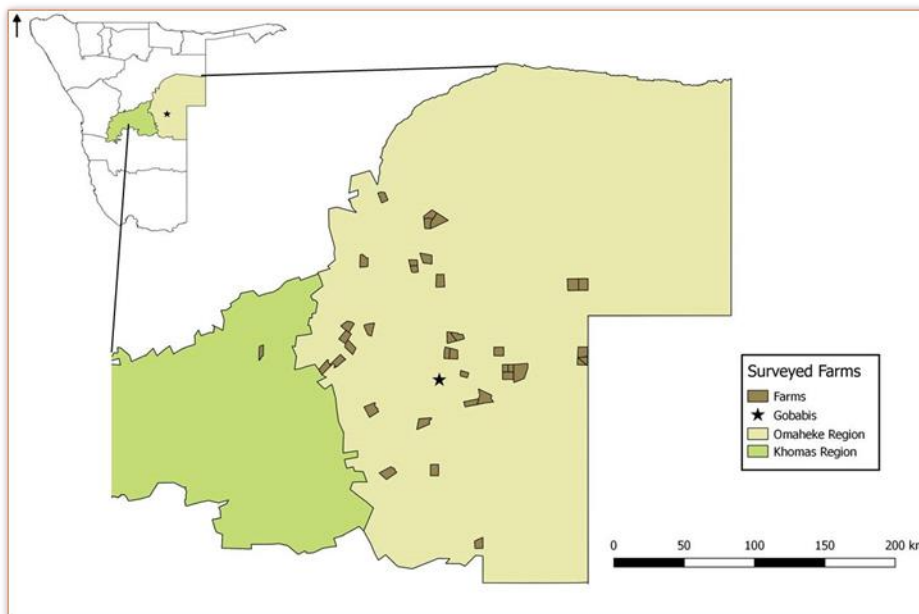 Surveyed Farms
Farms
Gobabis
Omaheke Region
Khomas Region
0 50 100 150 200 km